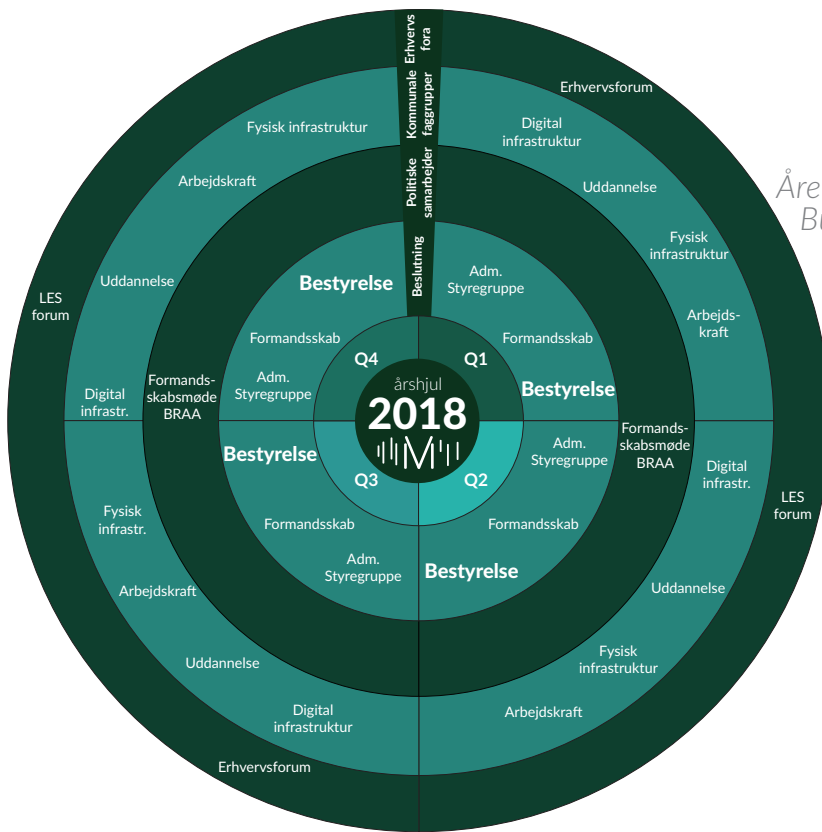 Erhvervs
fora
Kommunale
faggrupper
Politiske
samarbejder
Beslutning
Erhvervsforum
Digital
infrastruktur
Uddannelse
Fysisk
infrastruktur
Arbejds-
kraft
Adm.
Styregruppe
Formandsskab
Bestyrelse
Q1
Formands-
skabsmøde
BRAA
LES
forum
Digital
infrastr.
Uddannelse
Fysisk
infrastruktur
Arbejdskraft
Adm.
Styregruppe
Formandsskab
Bestyrelse
Q2
Erhvervsforum
Digital
infrastruktur
Uddannelse
Arbejdskraft
Fysisk
infrastr.
Adm.
Styregruppe
Formandsskab
Bestyrelse
Q3
LES
forum
Digital
infrastr.
Uddannelse
Arbejdskraft
Fysisk infrastruktur
Formands-
skabsmøde
BRAA
Adm.
Styregruppe
Formandsskab
Bestyrelse
Q4
årshjul
2018